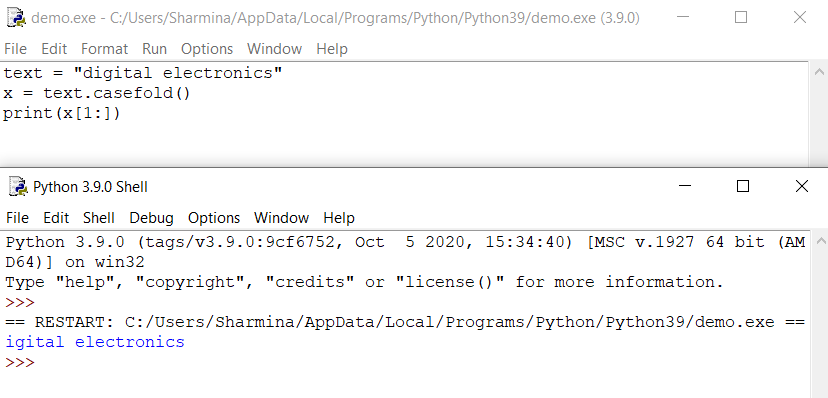 demo.exe - C:/Users/Sharmina/AppData/Local/Programs/Python/Python39/demo.exe (3.9.0)
File Edit Format Run Options Window Help
text = "digital electronics"
x = text.casefold()
print(x[1:])
Python 3.9.0 Shell
File Edit Shell Debug Options Window Help
Python 3.9.0 (tags/v3.9.0:9cf6752, Oct  5 2020, 15:34:40) [MSC v.1927 64 bit (AM
D64)] on win32
Type "help", "copyright", "credits" or "license()" for more information.
>>>
== RESTART: C:/Users/Sharmina/AppData/Local/Programs/Python/Python39/demo.exe ==
igital electronics
>>>